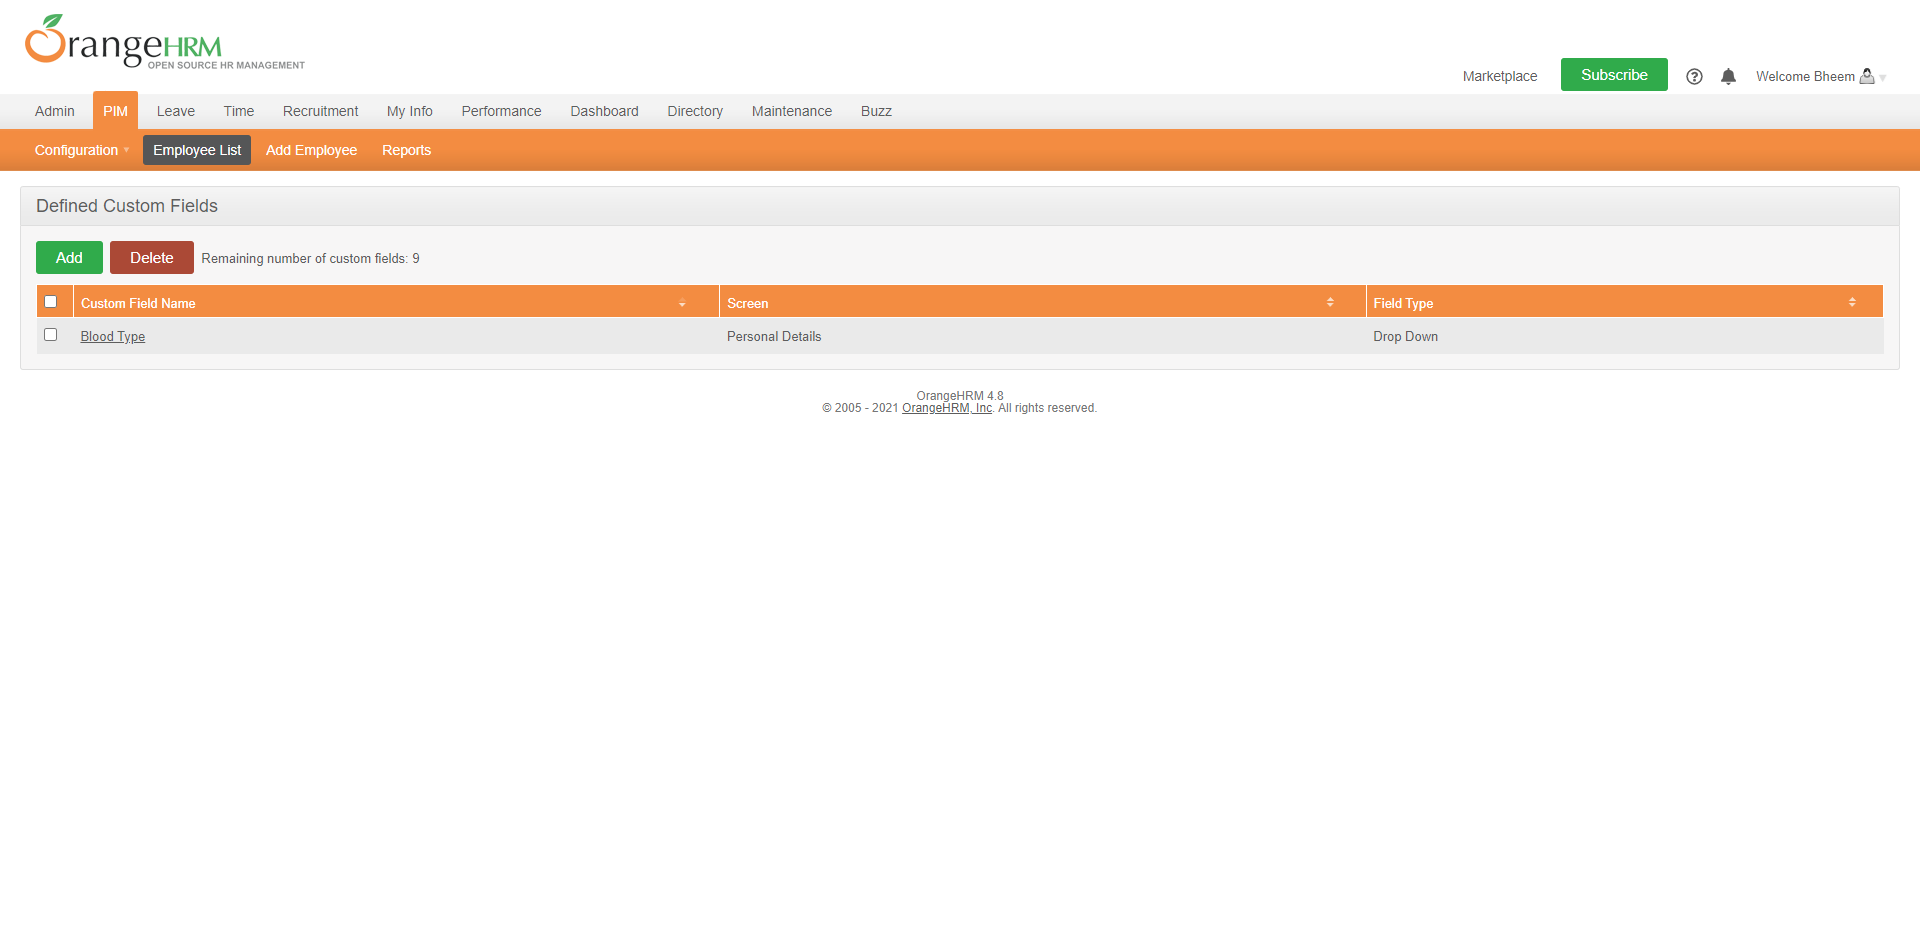 OrangeHRM
OPEN SOURCE HR MANAGEMENT
Marketplace Subscribe Welcome Bheem
Admin PIM Leave Time Recruitment My Info Performance Dashboard Directory Maintenance Buzz
Configuration Employee List Add Employee Reports
Defined Custom Fields
Add Delete Remaining number of custom fields: 9
Custom Field Name Screen Field Type
Blood Type Personal Details Drop Down
OrangeHRM 4.8
© 2005 - 2021 OrangeHRM, Inc. All rights reserved.